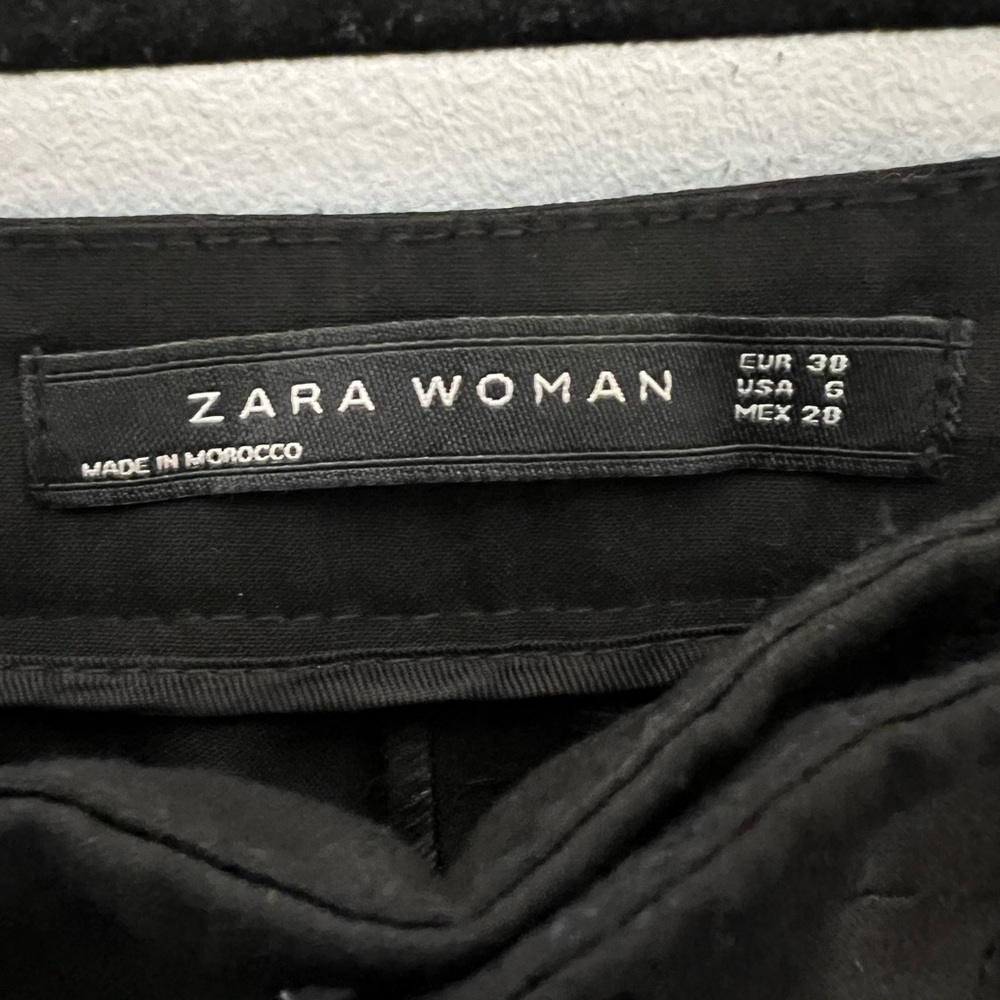 ZARA WOMAN
MADE IN MOROCCO
EUR 38
USA 6
MEX 28